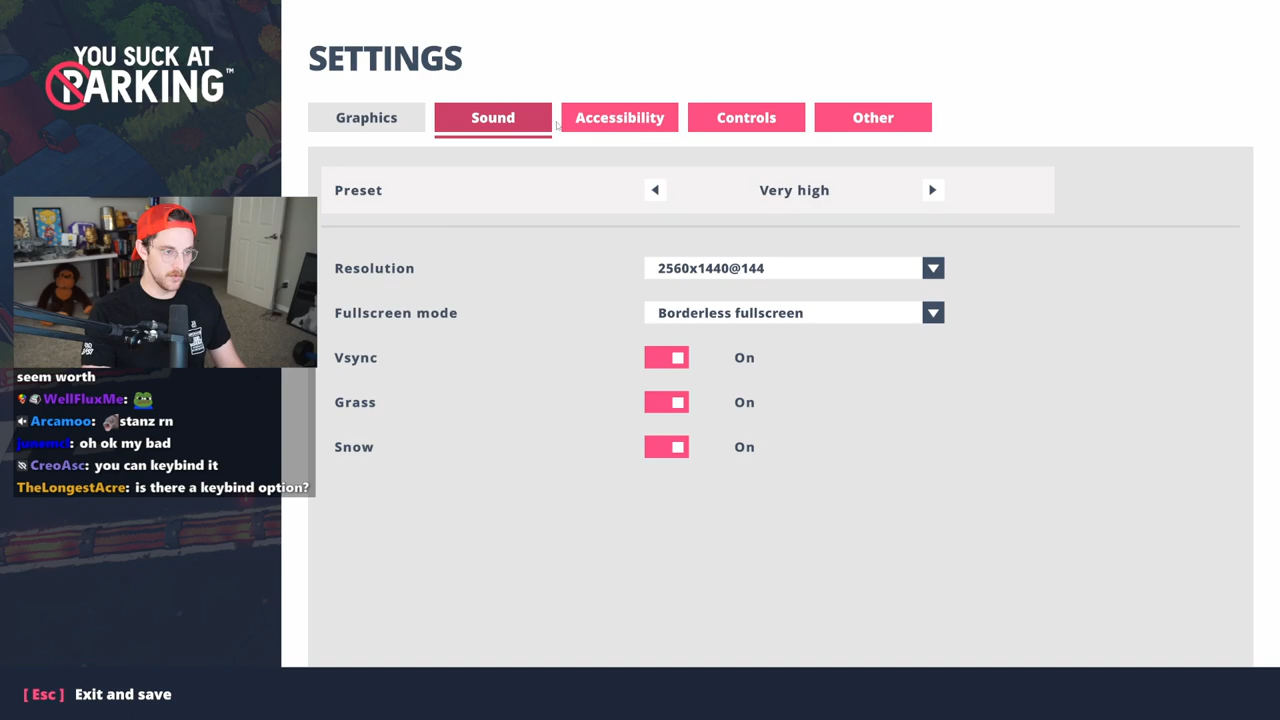 YOU SUCK AT
PARKING™
SETTINGS
Graphics
Sound
Accessibility
Controls
Other
Preset
Very high
Resolution
2560x1440@144
Fullscreen mode
Borderless fullscreen
Vsync
On
Grass
On
Snow
On
seem worth
WellFluxMe:
Arcamoo: stanz rn
junemcl: oh ok my bad
CreoAsc: you can keybind it
TheLongestAcre: is there a keybind option?
[ Esc ] Exit and save